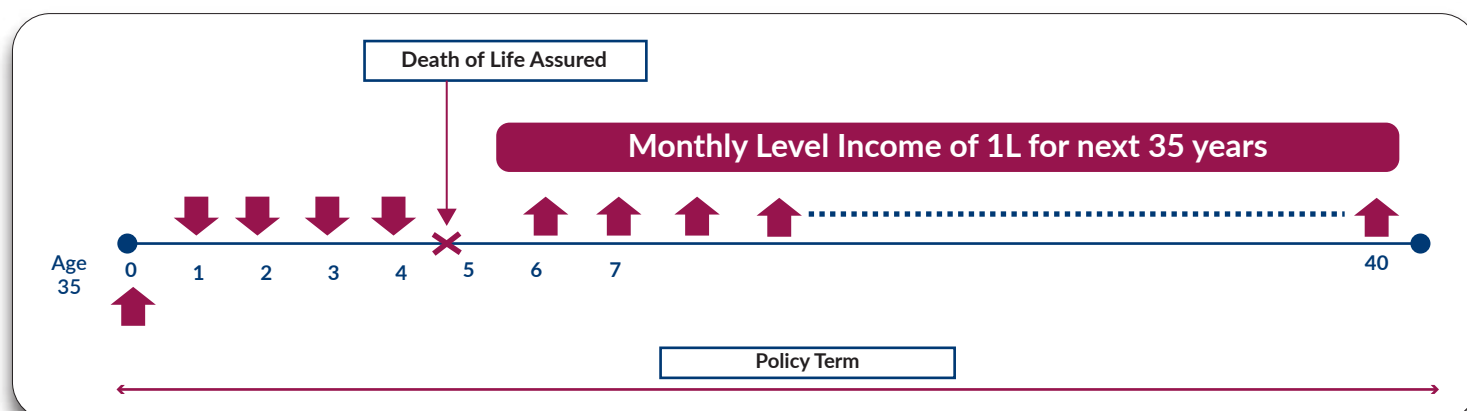 Death of Life Assured
Monthly Level Income of 1L for next 35 years
Age
35
0 1 2 3 4 5 6 7 40
Policy Term